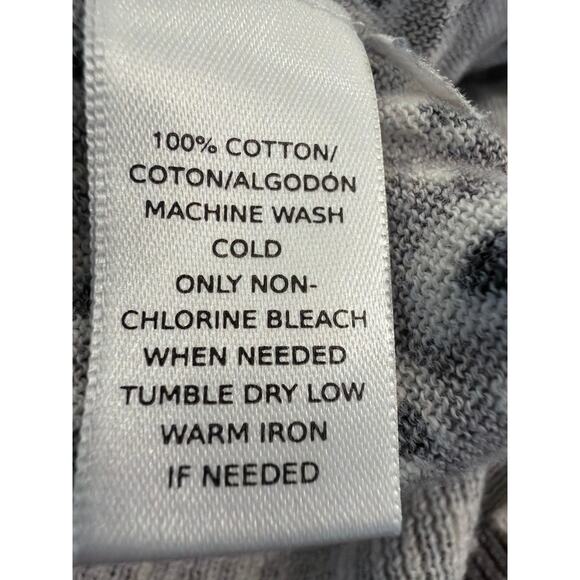 100% COTTON/
COTON/ALGODÓN
MACHINE WASH
COLD
ONLY NON-
CHLORINE BLEACH
WHEN NEEDED
TUMBLE DRY LOW
WARM IRON
IF NEEDED